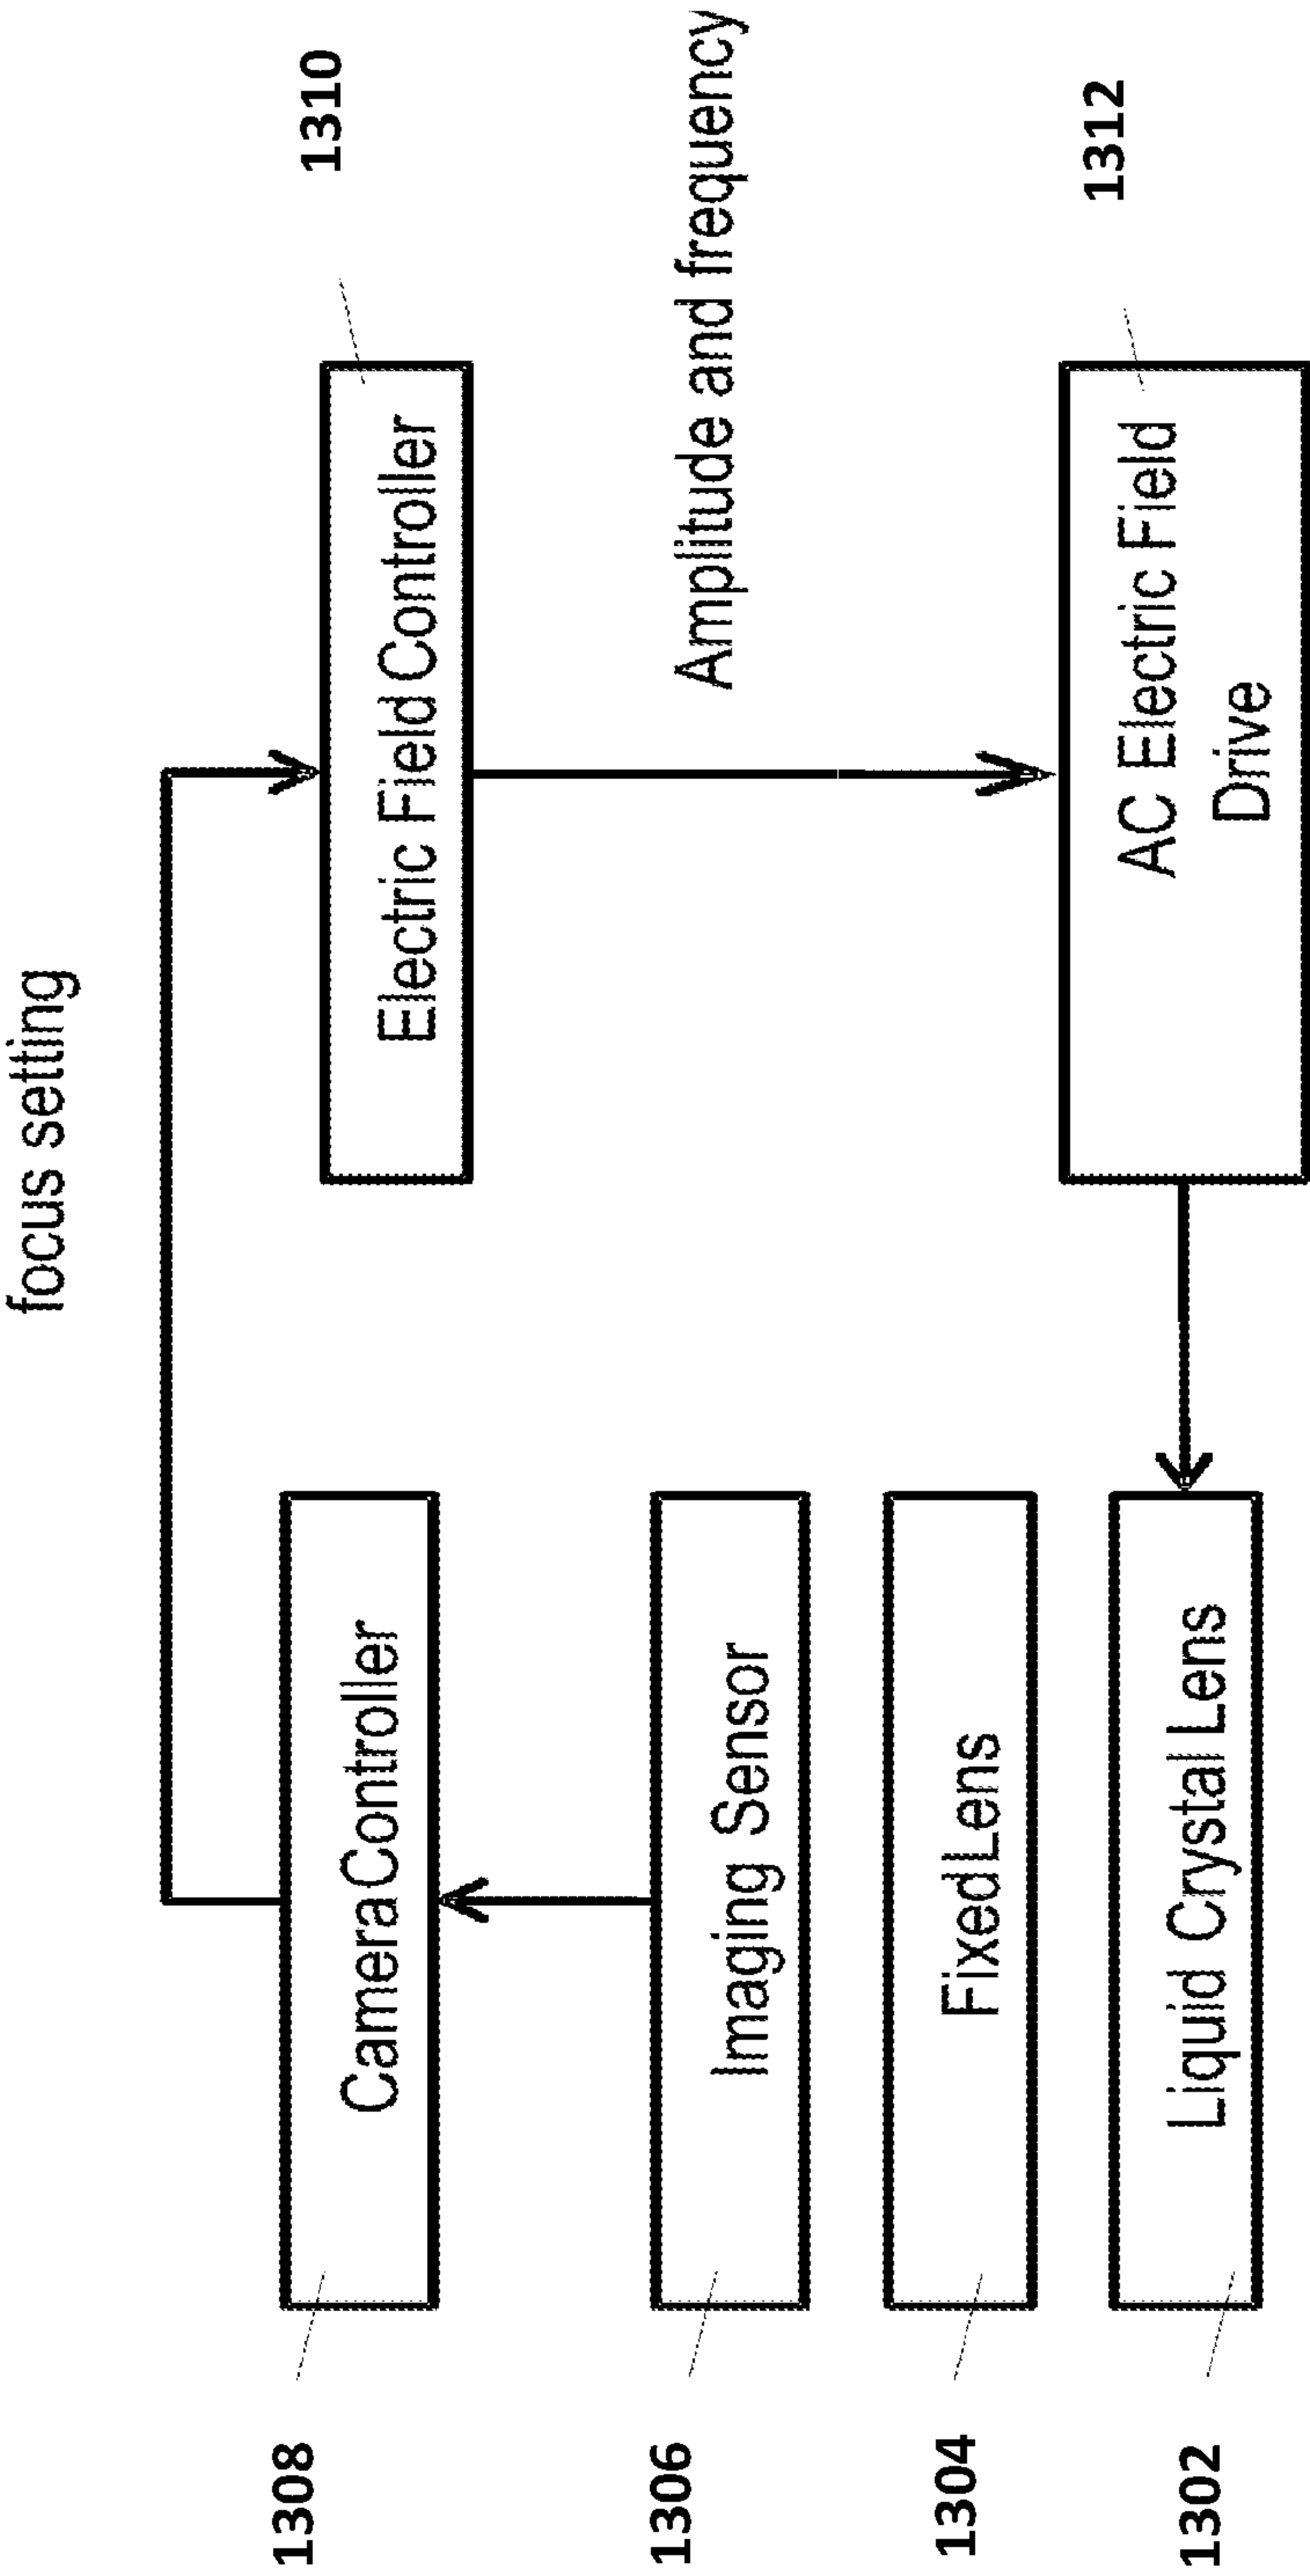 focus setting
1308
Camera Controller
1310
Electric Field Controller
1306
Imaging Sensor
Amplitude and frequency
1304
Fixed Lens
1302
Liquid Crystal Lens
1312
AC Electric Field
Drive